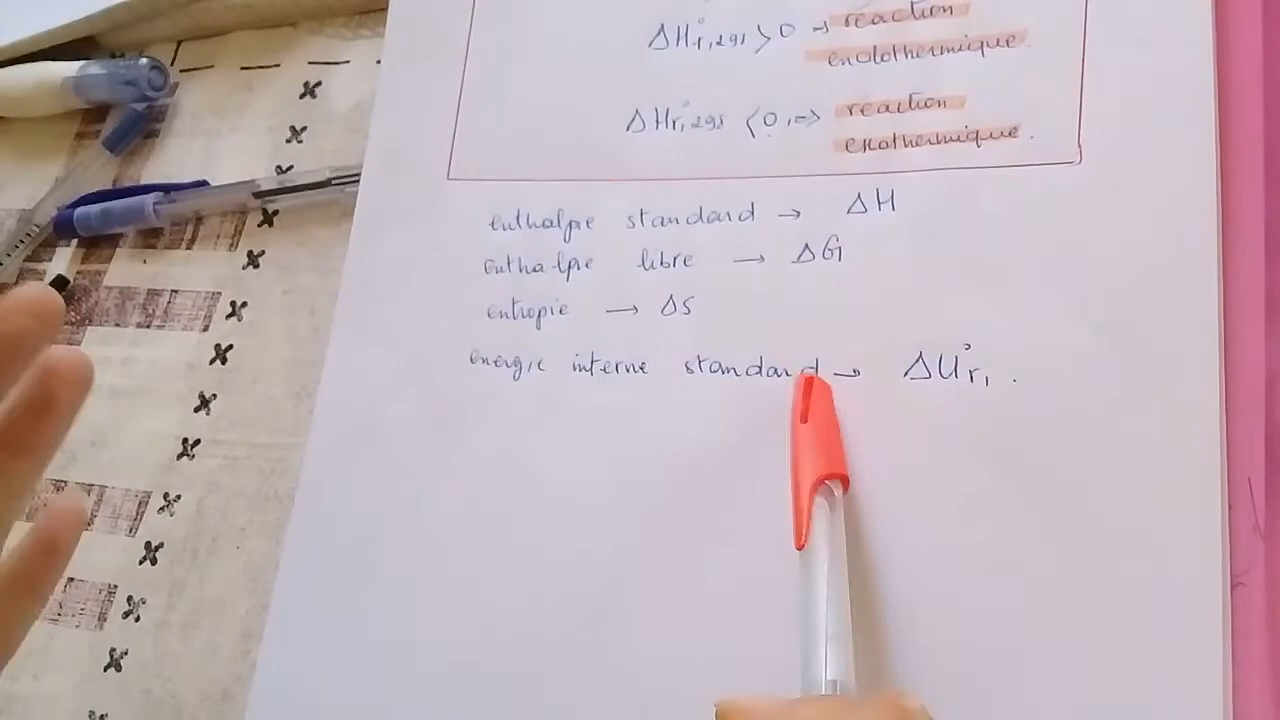 ΔH°r,298 > 0 → reaction
endothermique.
ΔH°r,298 < 0, => reaction
exothermique.
enthalpie standard → ΔH
enthalpie libre → ΔG
entropie → ΔS
energie interne standard → ΔU°r, .